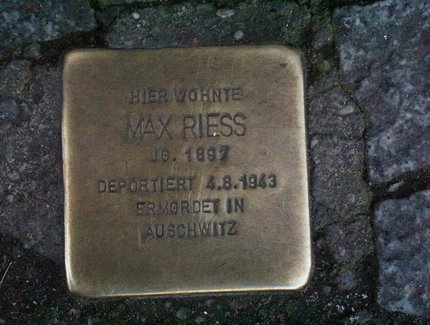 HIER WOHNTE
MAX RIESS
JG. 1897
DEPORTIERT 4.8.1943
ERMORDET IN
AUSCHWITZ